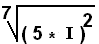 ⁷√(5 * I)²